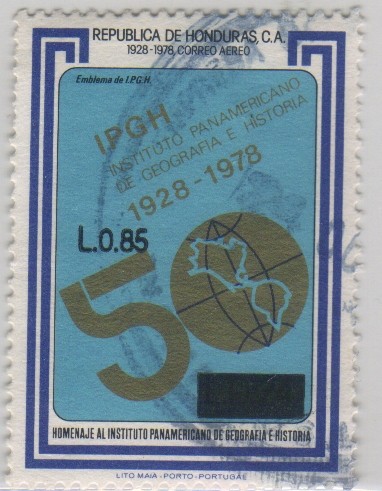 REPUBLICA DE HONDURAS, C.A.
1928-1978, CORREO AEREO
Emblema de I.P.G.H.
IPGH
INSTITUTO PANAMERICANO
DE GEOGRAFIA E HISTORIA
1928-1978
L.0.85
50
HOMENAJE AL INSTITUTO PANAMERICANO DE GEOGRAFIA E HISTORIA
LITO MAIA-PORTO-PORTUGAL